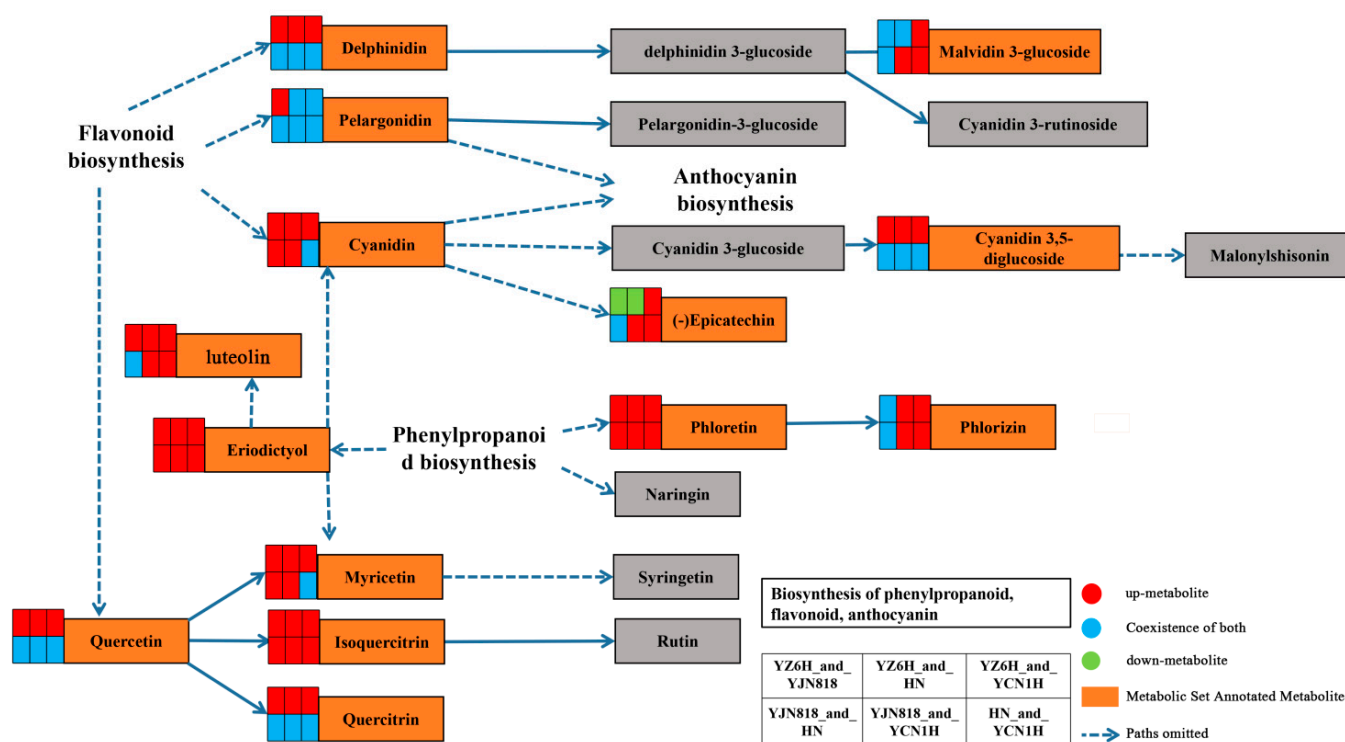 Delphinidin
delphinidin 3-glucoside
Malvidin 3-glucoside
Pelargonidin
Pelargonidin-3-glucoside
Cyanidin 3-rutinoside
Flavonoid
biosynthesis
Anthocyanin
biosynthesis
Cyanidin
Cyanidin 3-glucoside
Cyanidin 3,5-
diglucoside
Malonylshisonin
(-)Epicatechin
luteolin
Eriodictyol
Phenylpropanoi
d biosynthesis
Phloretin
Phlorizin
Naringin
Myricetin
Syringetin
Quercetin
Isoquercitrin
Rutin
Quercitrin
Biosynthesis of phenylpropanoid,
flavonoid, anthocyanin
YZ6H_and_
YJN818
YZ6H_and_
HN
YZ6H_and_
YCN1H
YJN818_and_
HN
YJN818_and_
YCN1H
HN_and_
YCN1H
up-metabolite
Coexistence of both
down-metabolite
Metabolic Set Annotated Metabolite
Paths omitted